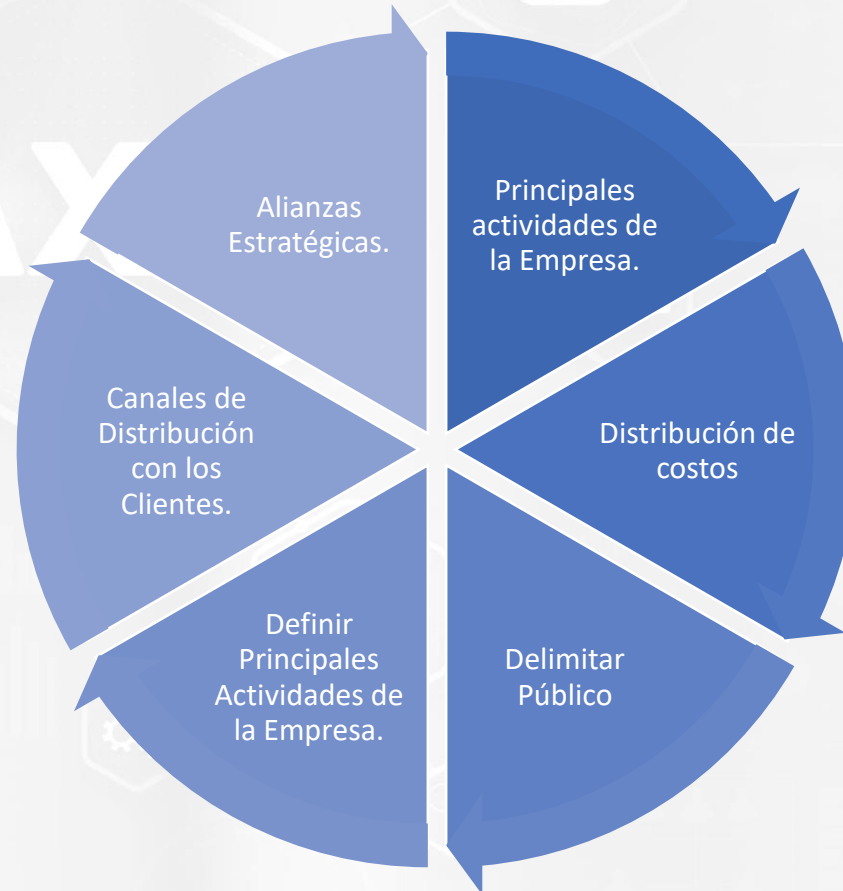 Principales
actividades de
la Empresa.
Distribución de
costos
Delimitar
Público
Definir
Principales
Actividades de
la Empresa.
Canales de
Distribución
con los
Clientes.
Alianzas
Estratégicas.